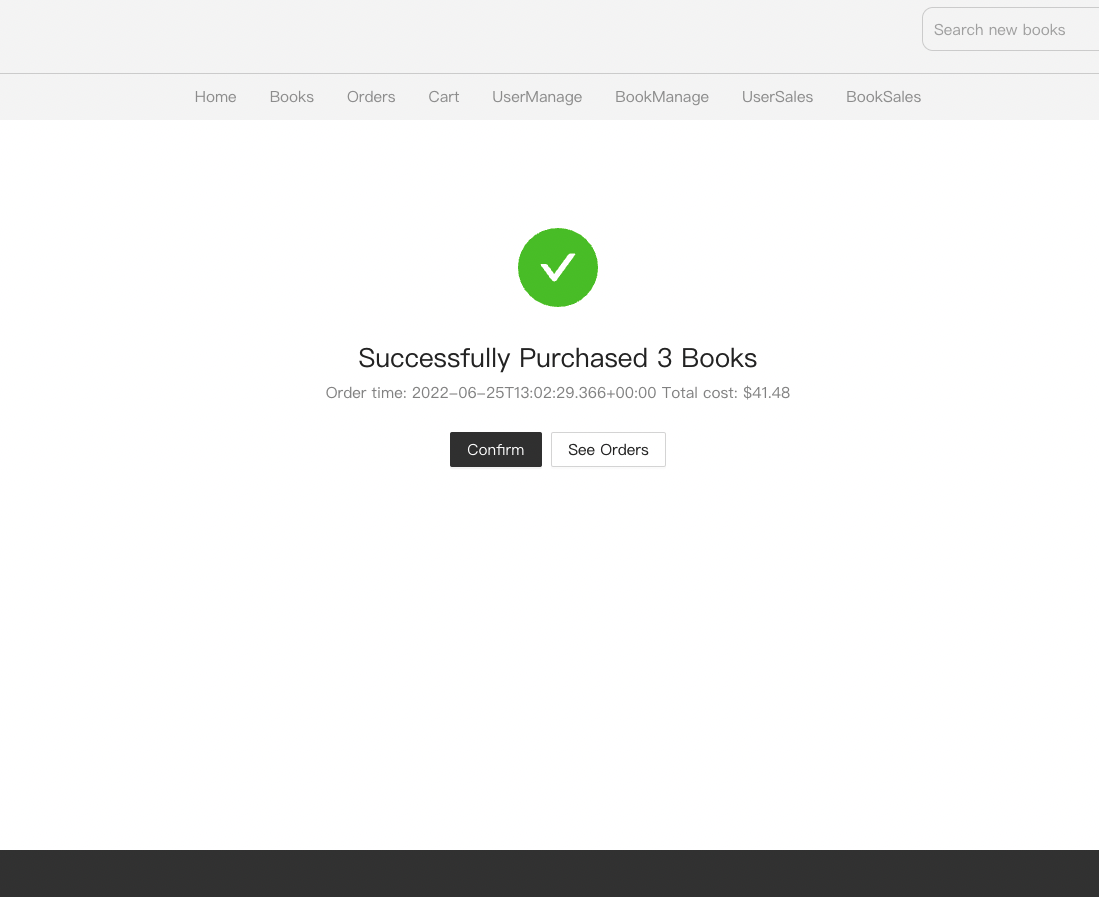 Search new books
Home Books Orders Cart UserManage BookManage UserSales BookSales
Successfully Purchased 3 Books
Order time: 2022-06-25T13:02:29.366+00:00 Total cost: $41.48
Confirm See Orders